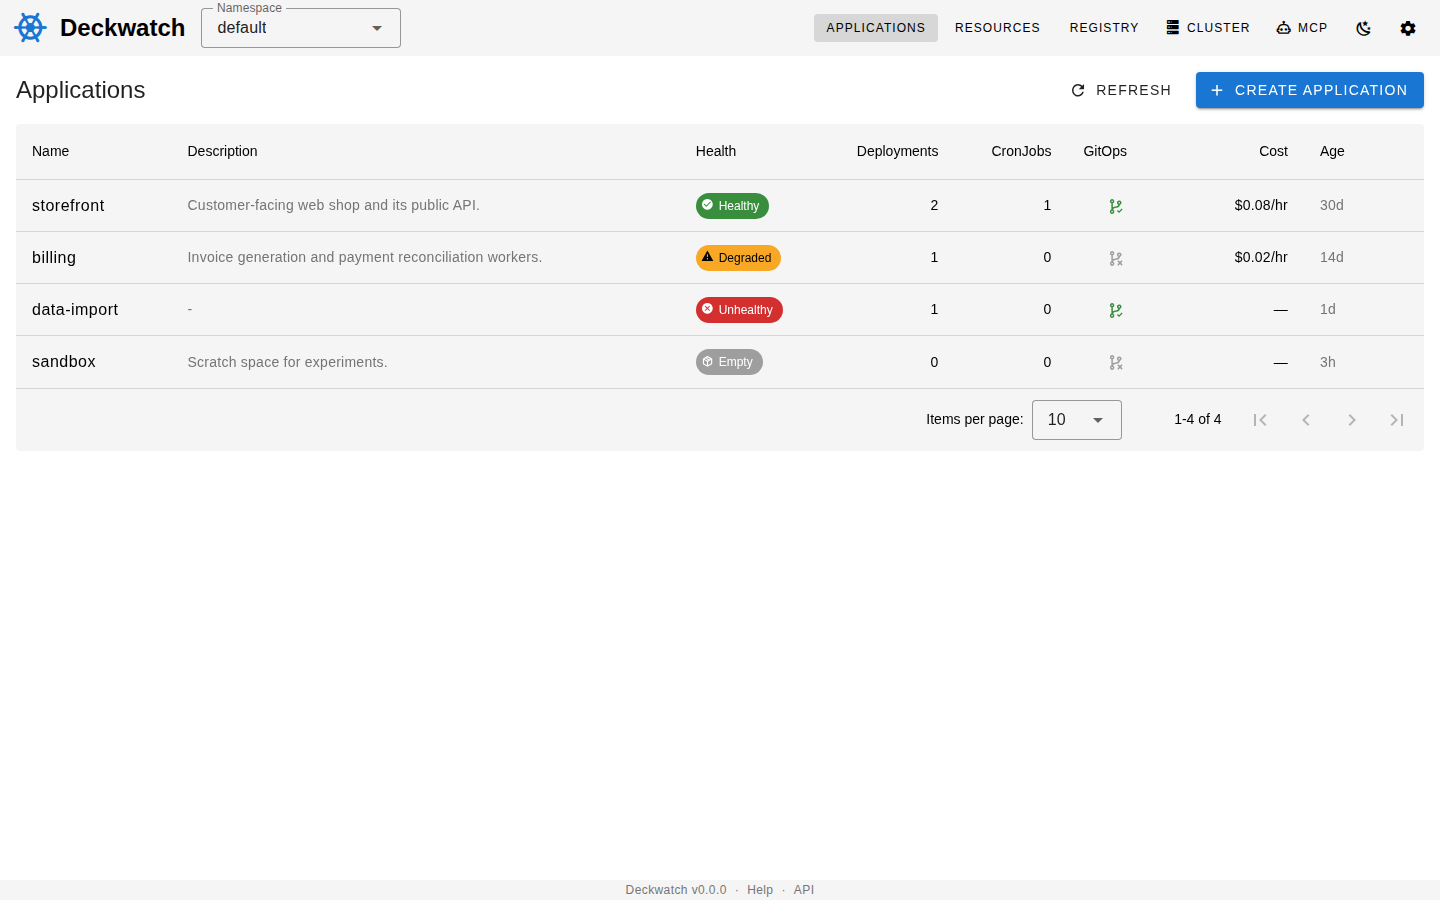 Deckwatch
Namespace
default
APPLICATIONS RESOURCES REGISTRY CLUSTER MCP
Applications
REFRESH CREATE APPLICATION
Name Description Health Deployments CronJobs GitOps Cost Age
storefront Customer-facing web shop and its public API. Healthy 2 1 $0.08/hr 30d
billing Invoice generation and payment reconciliation workers. Degraded 1 0 $0.02/hr 14d
data-import - Unhealthy 1 0 — 1d
sandbox Scratch space for experiments. Empty 0 0 — 3h
Items per page: 10 1-4 of 4
Deckwatch v0.0.0 · Help · API